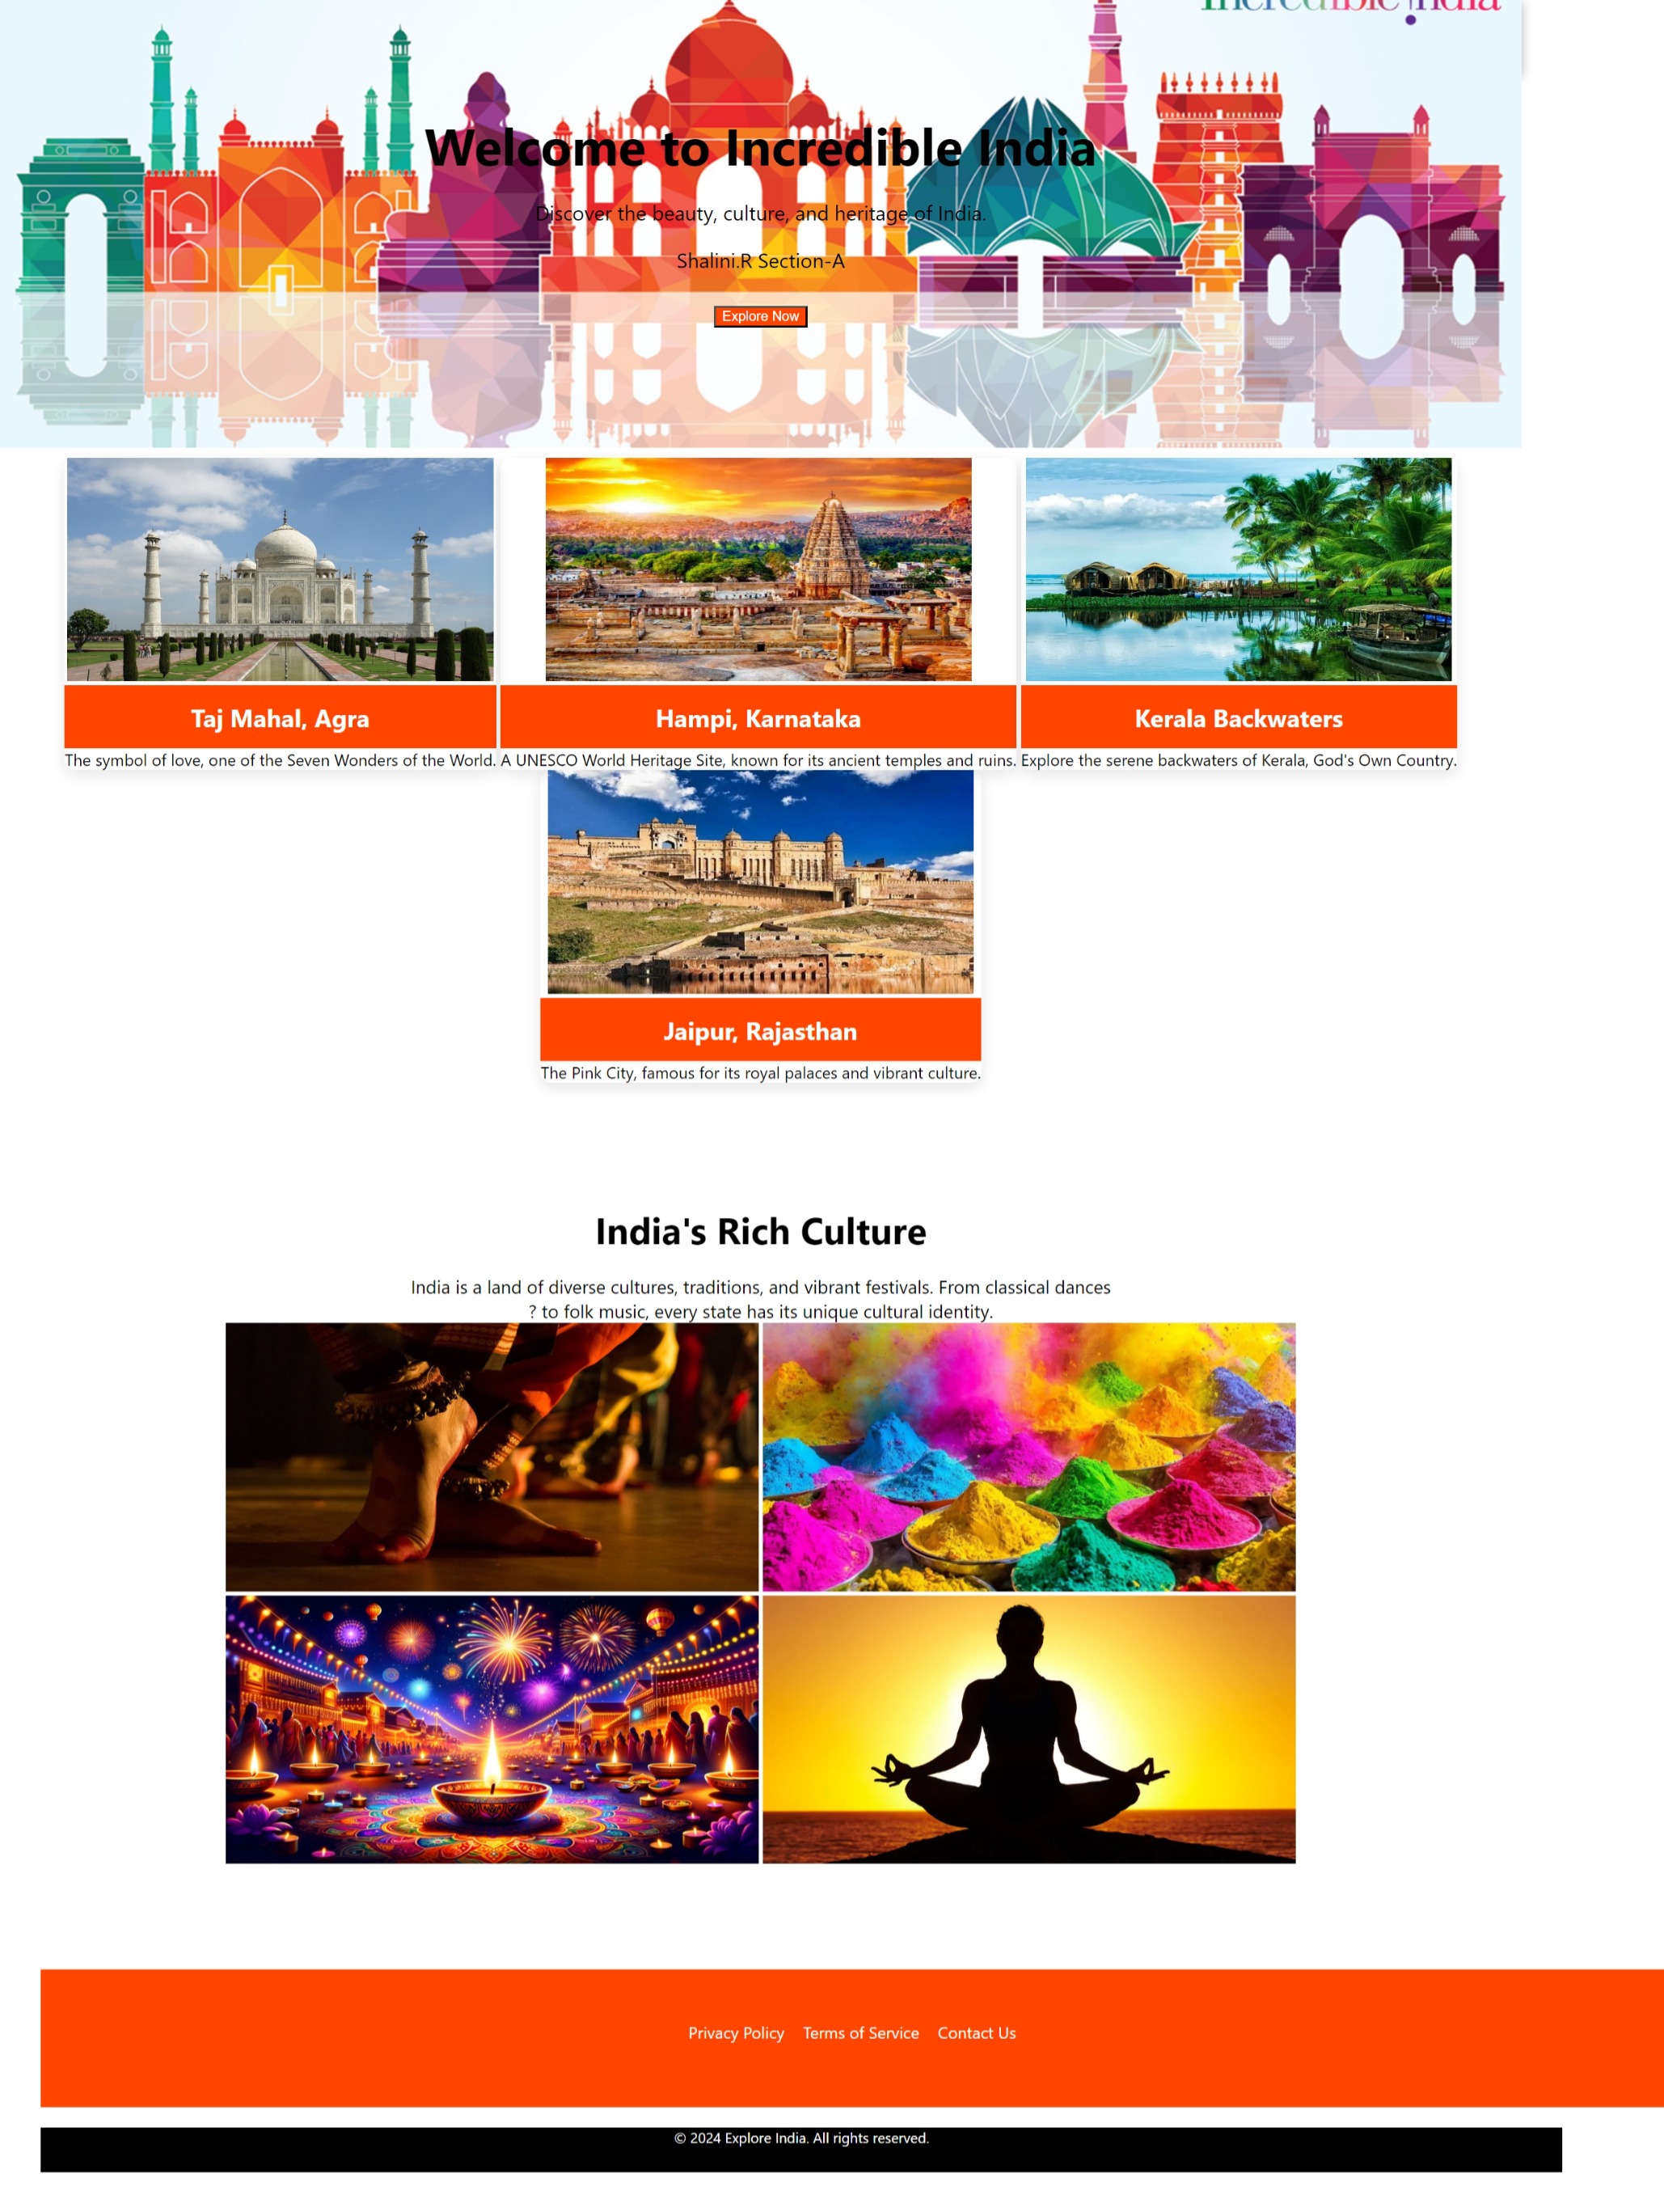 Incredible !ndia
Welcome to Incredible India
Discover the beauty, culture, and heritage of India.
Shalini.R Section-A
Explore Now
Taj Mahal, Agra
The symbol of love, one of the Seven Wonders of the World.
Hampi, Karnataka
A UNESCO World Heritage Site, known for its ancient temples and ruins.
Kerala Backwaters
Explore the serene backwaters of Kerala, God's Own Country.
Jaipur, Rajasthan
The Pink City, famous for its royal palaces and vibrant culture.
India's Rich Culture
India is a land of diverse cultures, traditions, and vibrant festivals. From classical dances
? to folk music, every state has its unique cultural identity.
Privacy Policy Terms of Service Contact Us
© 2024 Explore India. All rights reserved.